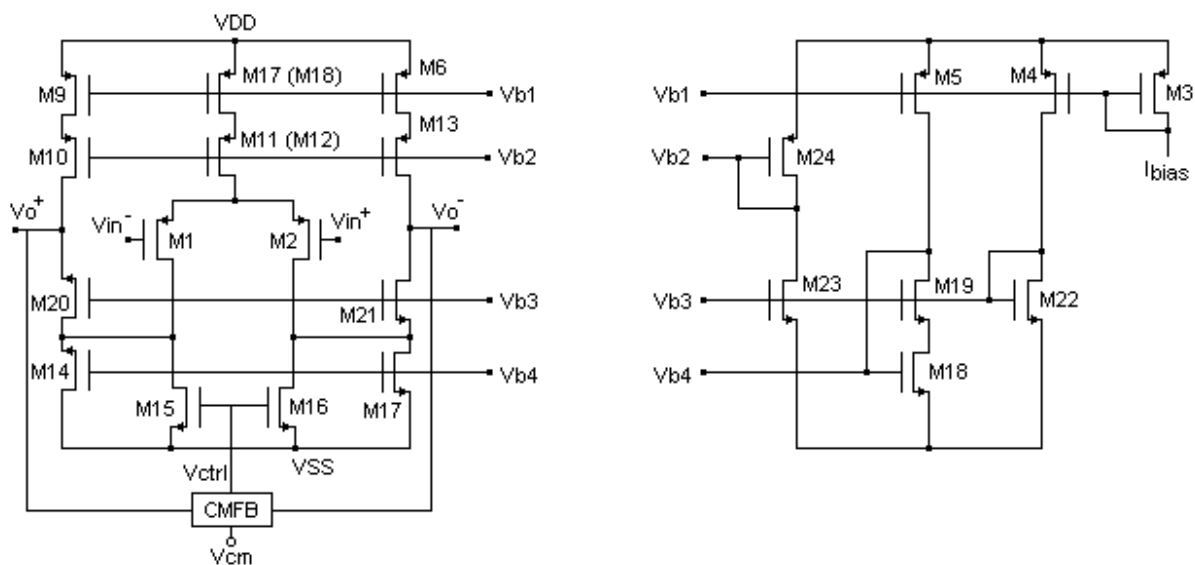 VDD
M9
M17 (M18)
M6
Vb1
M10
M11 (M12)
M13
Vb2
Vo+
Vin-
M1
M2
Vin+
Vo-
M20
M21
Vb3
M14
M15
M16
M17
Vb4
Vctrl
VSS
CMFB
Vcm
Vb1
M5
M4
M3
Vb2
M24
Ibias
Vb3
M23
M19
M22
Vb4
M18